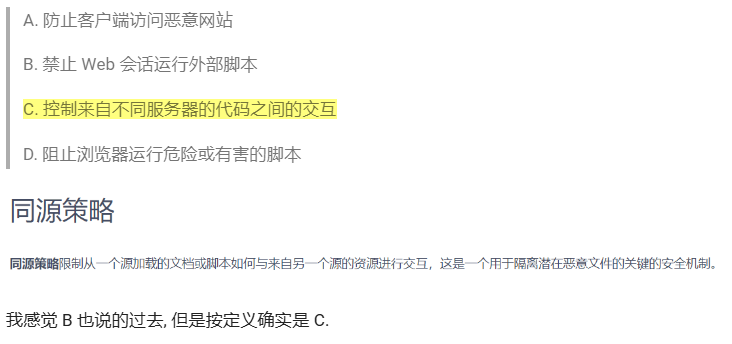 A. 防止客户端访问恶意网站
B. 禁止 Web 会话运行外部脚本
C. 控制来自不同服务器的代码之间的交互
D. 阻止浏览器运行危险或有害的脚本
同源策略
同源策略限制从一个源加载的文档或脚本如何与来自另一个源的资源进行交互，这是一个用于隔离潜在恶意文件的关键的安全机制。
我感觉 B 也说的过去, 但是按定义确实是 C.